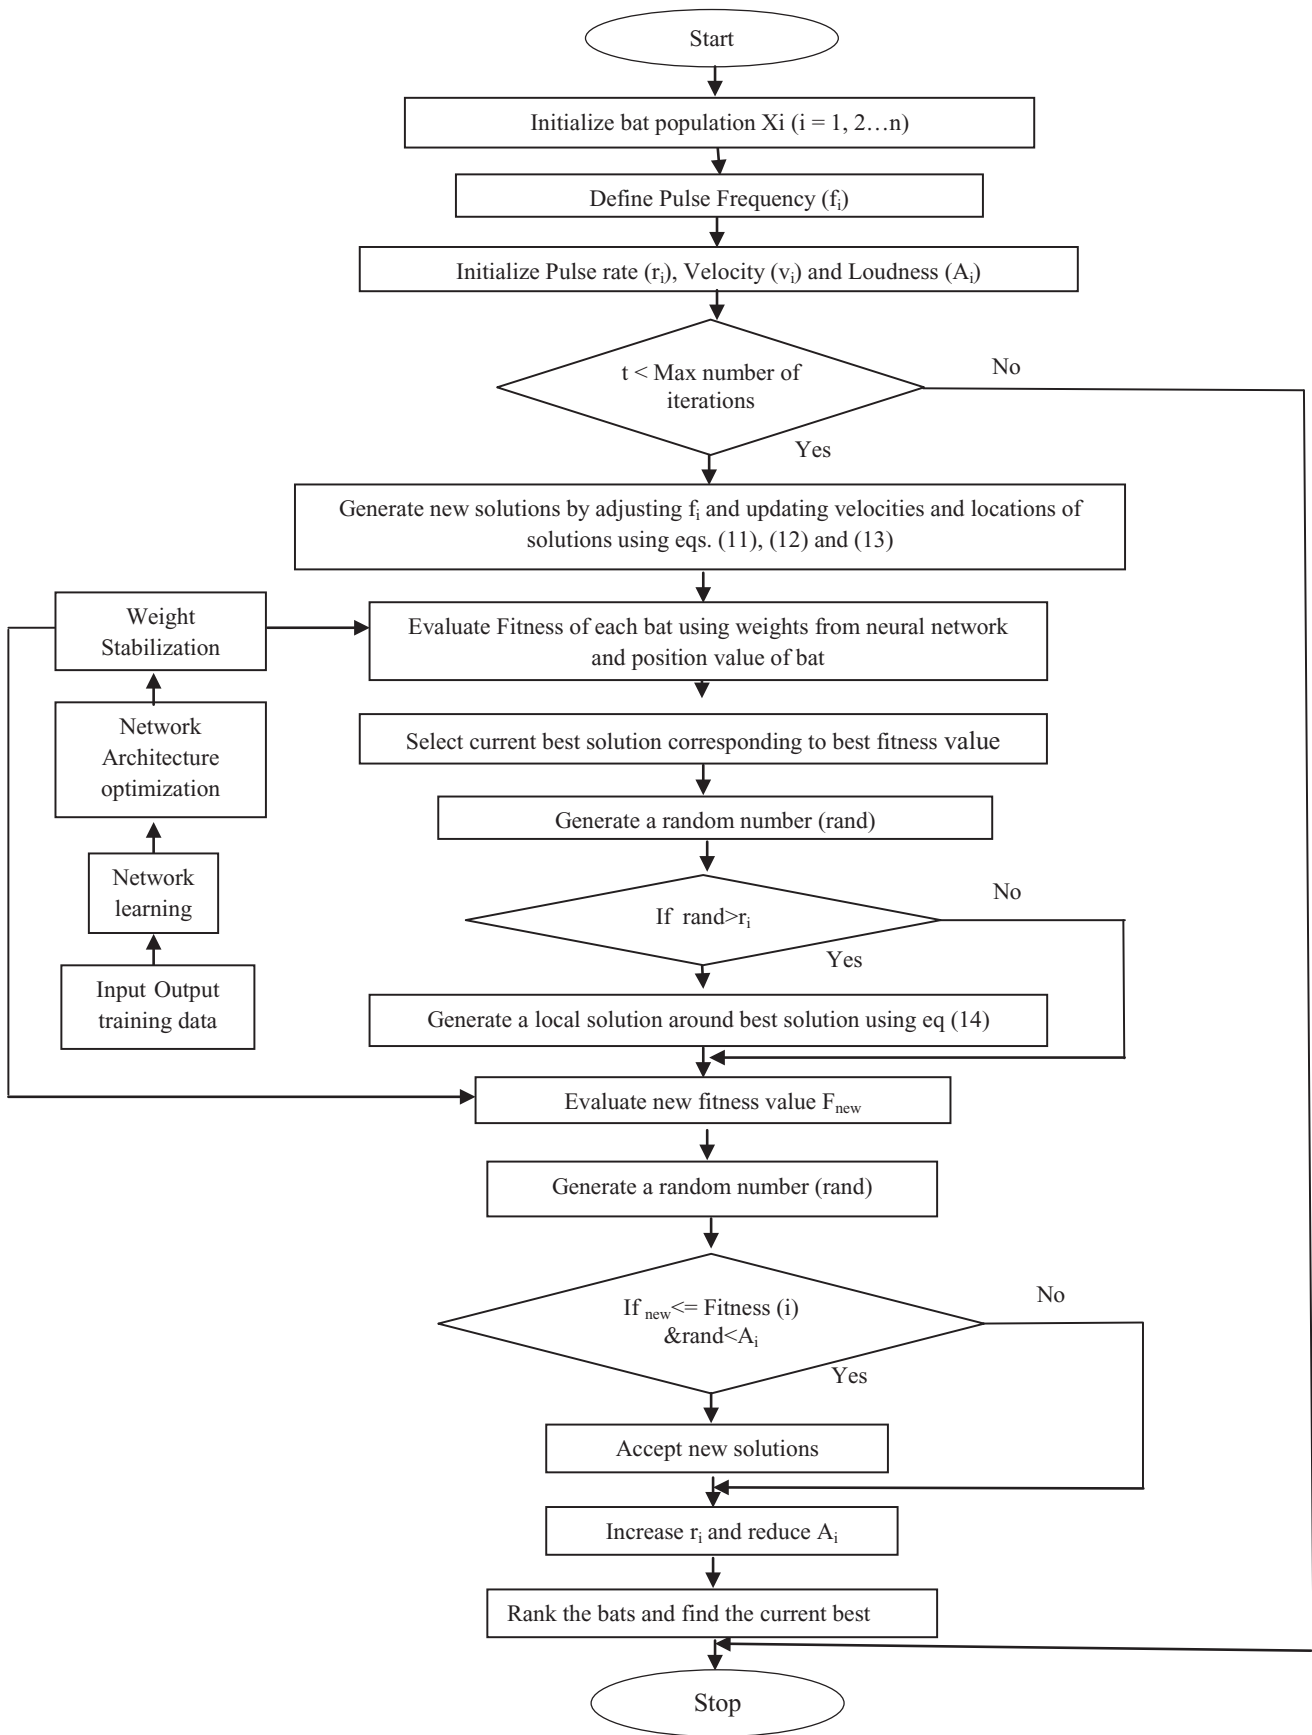 Start
Initialize bat population Xi (i = 1, 2…n)
Define Pulse Frequency (fi)
Initialize Pulse rate (ri), Velocity (vi) and Loudness (Ai)
t < Max number of
iterations
No
Yes
Generate new solutions by adjusting fi and updating velocities and locations of
solutions using eqs. (11), (12) and (13)
Weight
Stabilization
Evaluate Fitness of each bat using weights from neural network
and position value of bat
Network
Architecture
optimization
Select current best solution corresponding to best fitness value
Generate a random number (rand)
Network
learning
If rand>ri
No
Yes
Input Output
training data
Generate a local solution around best solution using eq (14)
Evaluate new fitness value Fnew
Generate a random number (rand)
If new<= Fitness (i)
&rand<Ai
No
Yes
Accept new solutions
Increase ri and reduce Ai
Rank the bats and find the current best
Stop